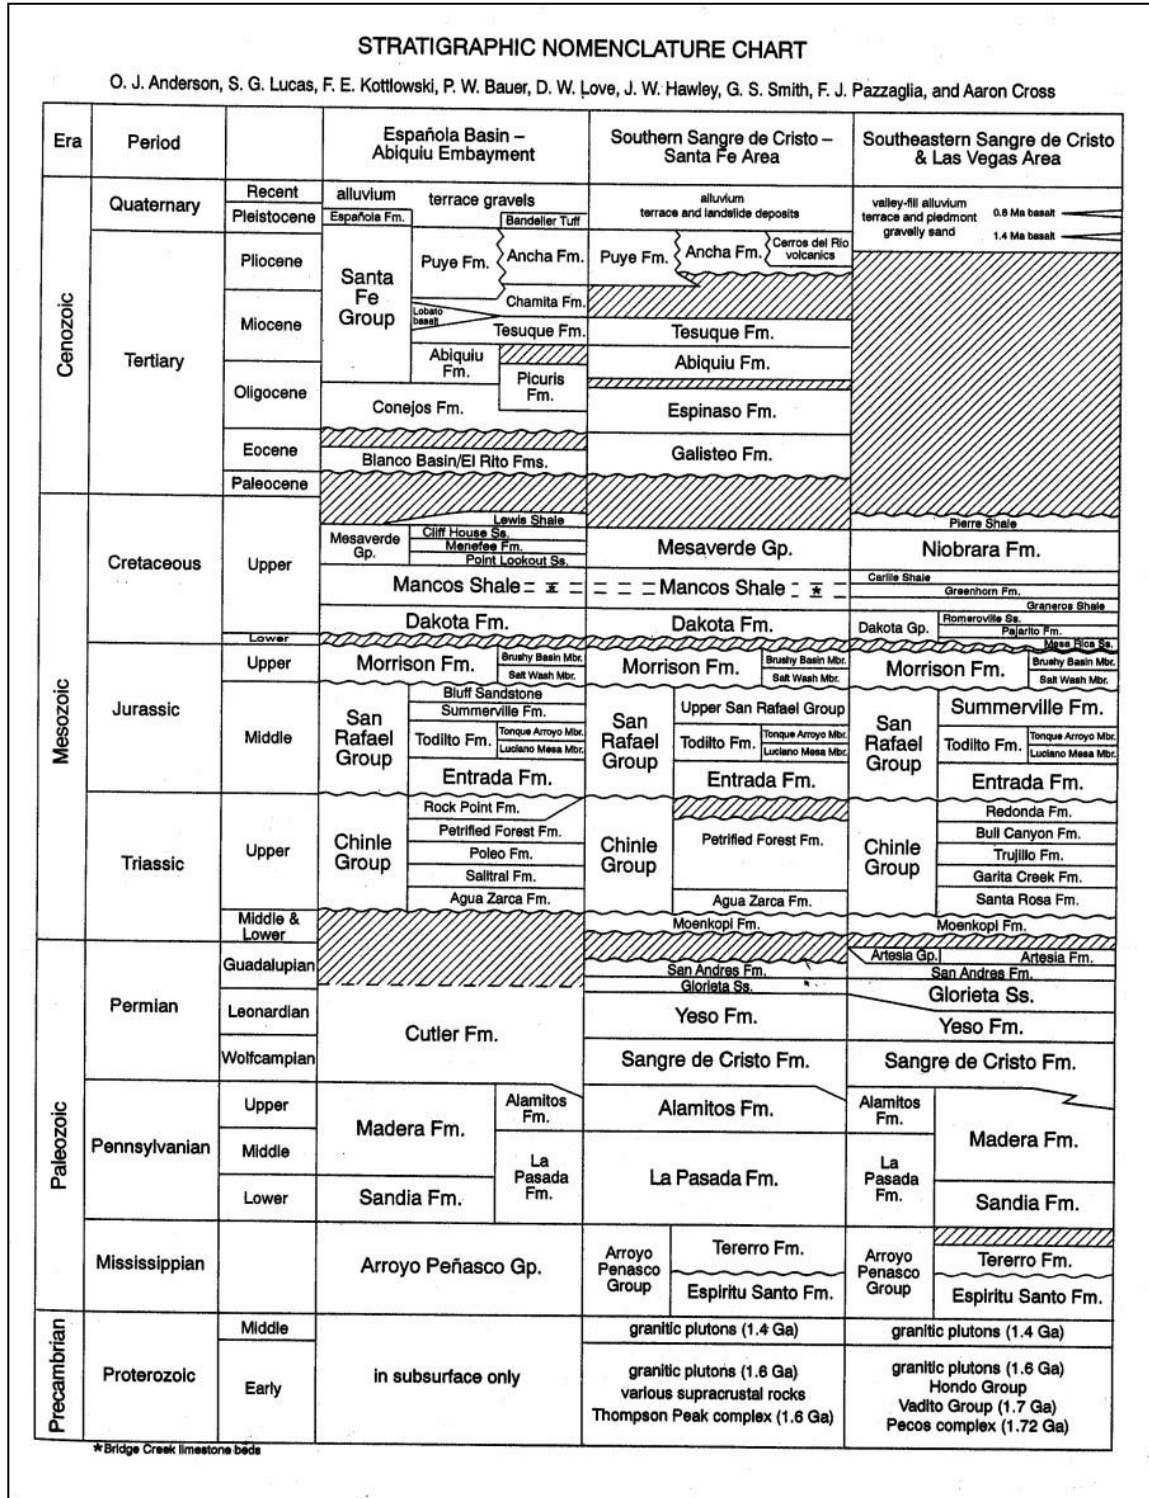 STRATIGRAPHIC NOMENCLATURE CHART
O. J. Anderson, S. G. Lucas, F. E. Kottlowski, P. W. Bauer, D. W. Love, J. W. Hawley, G. S. Smith, F. J. Pazzaglia, and Aaron Cross
Era
Period
Española Basin –
Abiquiu Embayment
Southern Sangre de Cristo –
Santa Fe Area
Southeastern Sangre de Cristo
& Las Vegas Area
Cenozoic
Quaternary
Recent
alluvium
terrace gravels
alluvium
terrace and landslide deposits
valley-fill alluvium
terrace and piedmont
gravelly sand
0.8 Ma basalt
1.4 Ma basalt
Pleistocene
Española Fm.
Bandelier Tuff
Tertiary
Pliocene
Santa
Fe
Group
Puye Fm.
Ancha Fm.
Puye Fm.
Ancha Fm.
Cerros del Rio
volcanics
Miocene
Lobato
basalt
Chamita Fm.
Tesuque Fm.
Tesuque Fm.
Abiquiu
Fm.
Abiquiu Fm.
Oligocene
Picuris
Fm.
Conejos Fm.
Espinaso Fm.
Eocene
Blanco Basin/El Rito Fms.
Galisteo Fm.
Paleocene
Mesozoic
Cretaceous
Upper
Lewis Shale
Pierre Shale
Mesaverde
Gp.
Cliff House Ss.
Menefee Fm.
Point Lookout Ss.
Mesaverde Gp.
Niobrara Fm.
Mancos Shale *
Mancos Shale *
Carlile Shale
Greenhorn Fm.
Graneros Shale
Dakota Fm.
Dakota Fm.
Dakota Gp.
Romeroville Ss.
Pajarito Fm.
Mesa Rica Ss.
Lower
Jurassic
Upper
Morrison Fm.
Brushy Basin Mbr.
Salt Wash Mbr.
Morrison Fm.
Brushy Basin Mbr.
Salt Wash Mbr.
Morrison Fm.
Brushy Basin Mbr.
Salt Wash Mbr.
Middle
San
Rafael
Group
Bluff Sandstone
Summerville Fm.
Todilto Fm.
Tonque Arroyo Mbr.
Luciano Mesa Mbr.
Entrada Fm.
San
Rafael
Group
Upper San Rafael Group
Todilto Fm.
Tonque Arroyo Mbr.
Luciano Mesa Mbr.
Entrada Fm.
San
Rafael
Group
Summerville Fm.
Todilto Fm.
Tonque Arroyo Mbr.
Luciano Mesa Mbr.
Entrada Fm.
Triassic
Upper
Chinle
Group
Rock Point Fm.
Petrified Forest Fm.
Poleo Fm.
Salitral Fm.
Agua Zarca Fm.
Chinle
Group
Petrified Forest Fm.
Agua Zarca Fm.
Chinle
Group
Redonda Fm.
Bull Canyon Fm.
Trujillo Fm.
Garita Creek Fm.
Santa Rosa Fm.
Middle &
Lower
Moenkopi Fm.
Moenkopi Fm.
Paleozoic
Permian
Guadalupian
San Andres Fm.
Glorieta Ss.
Artesia Gp.
Artesia Fm.
San Andres Fm.
Glorieta Ss.
Leonardian
Cutler Fm.
Yeso Fm.
Yeso Fm.
Wolfcampian
Sangre de Cristo Fm.
Sangre de Cristo Fm.
Pennsylvanian
Upper
Madera Fm.
Alamitos
Fm.
Alamitos Fm.
Alamitos
Fm.
Madera Fm.
Middle
La
Pasada
Fm.
La Pasada Fm.
La
Pasada
Fm.
Lower
Sandia Fm.
Sandia Fm.
Mississippian
Arroyo Peñasco Gp.
Arroyo
Penasco
Group
Tererro Fm.
Espiritu Santo Fm.
Arroyo
Penasco
Group
Tererro Fm.
Espiritu Santo Fm.
Precambrian
Proterozoic
Middle
granitic plutons (1.4 Ga)
granitic plutons (1.4 Ga)
Early
in subsurface only
granitic plutons (1.6 Ga)
various supracrustal rocks
Thompson Peak complex (1.6 Ga)
granitic plutons (1.6 Ga)
Hondo Group
Vadito Group (1.7 Ga)
Pecos complex (1.72 Ga)
*Bridge Creek limestone beds